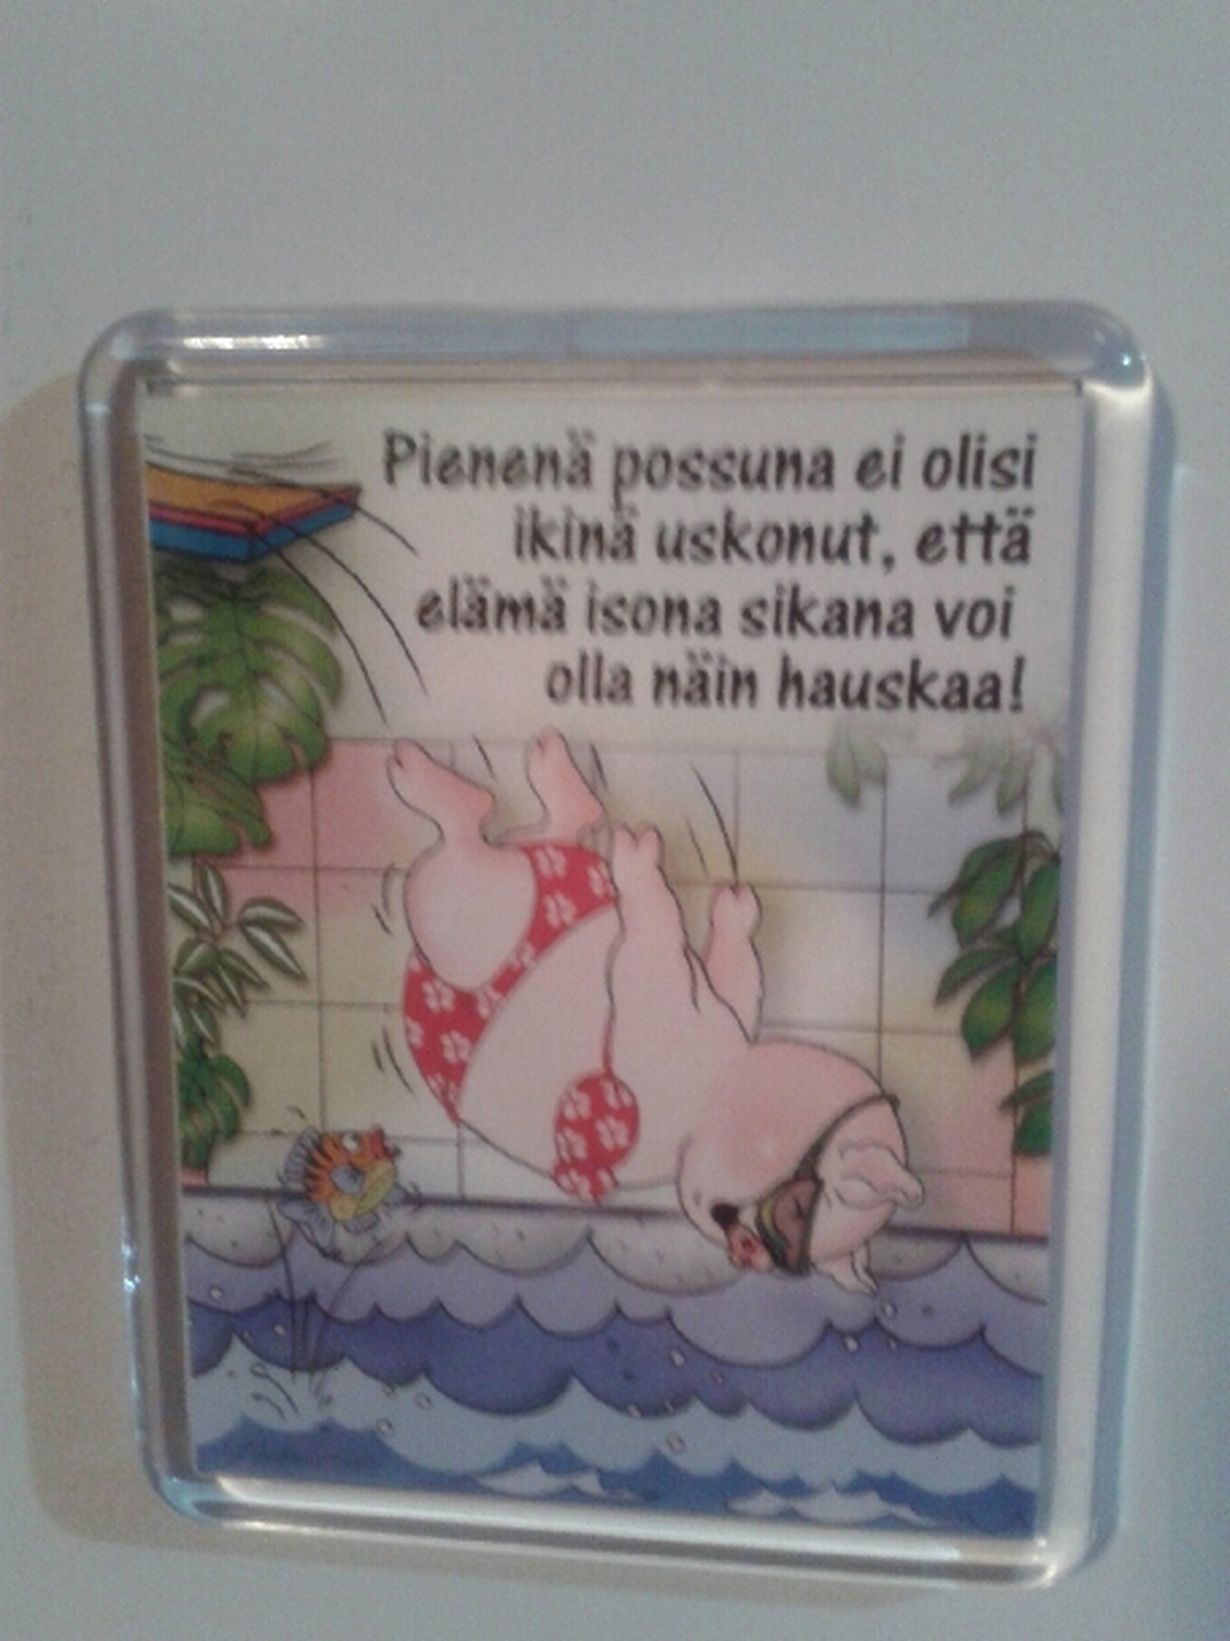 Pienenä possuna ei olisi
ikinä uskonut, että
elämä isona sikana voi
olla näin hauskaa!